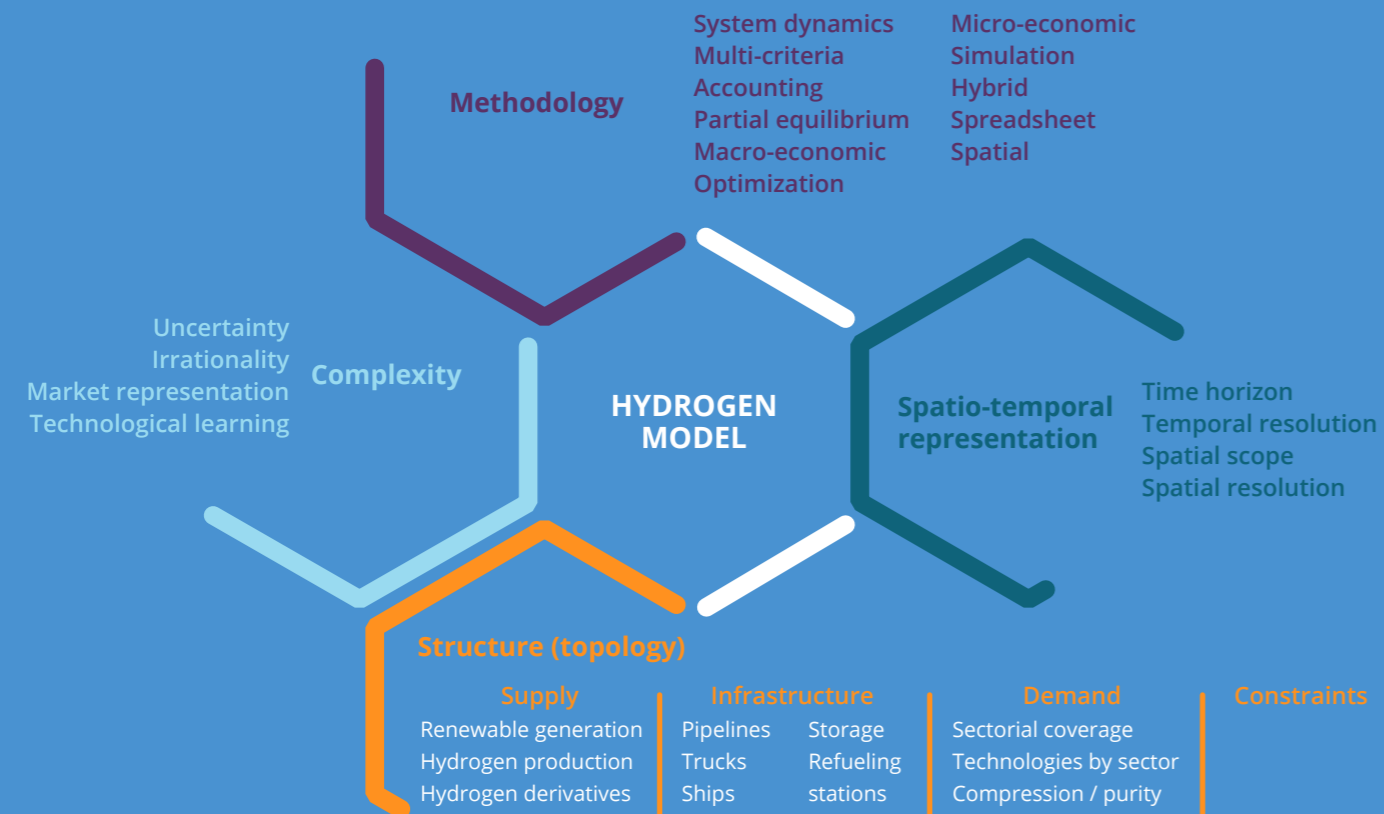 Methodology
System dynamics
Multi-criteria
Accounting
Partial equilibrium
Macro-economic
Optimization
Micro-economic
Simulation
Hybrid
Spreadsheet
Spatial
Uncertainty
Irrationality
Market representation
Technological learning
Complexity
HYDROGEN
MODEL
Spatio-temporal
representation
Time horizon
Temporal resolution
Spatial scope
Spatial resolution
Structure (topology)
Supply
Renewable generation
Hydrogen production
Hydrogen derivatives
Infrastructure
Pipelines
Trucks
Ships
Storage
Refueling
stations
Demand
Sectorial coverage
Technologies by sector
Compression / purity
Constraints